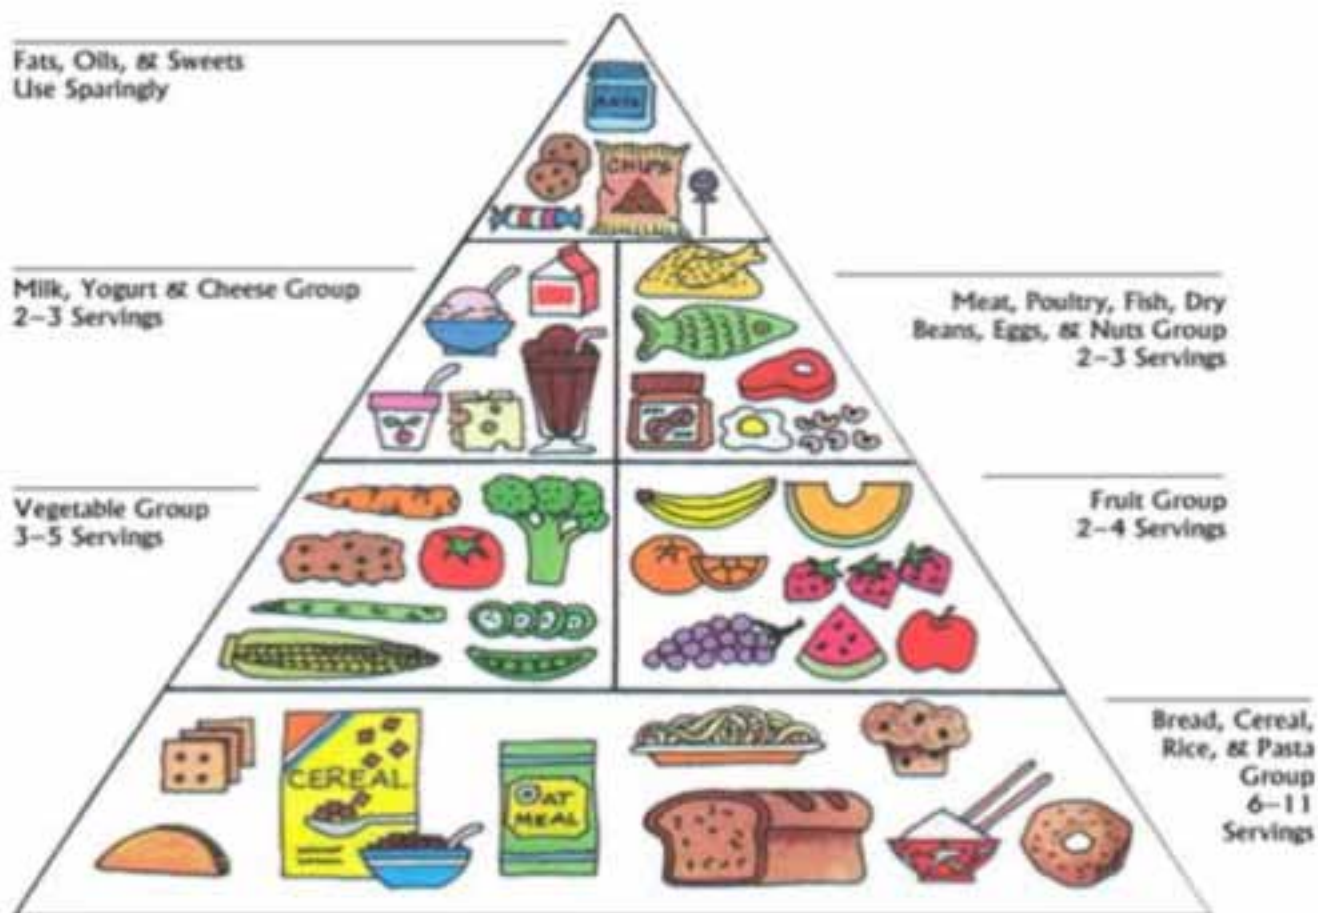 Fats, Oils, & Sweets
Use Sparingly
CHIPS
Milk, Yogurt & Cheese Group
2–3 Servings
Meat, Poultry, Fish, Dry
Beans, Eggs, & Nuts Group
2–3 Servings
Vegetable Group
3–5 Servings
Fruit Group
2–4 Servings
Bread, Cereal,
Rice, & Pasta
Group
6–11
Servings
CEREAL
OAT
MEAL